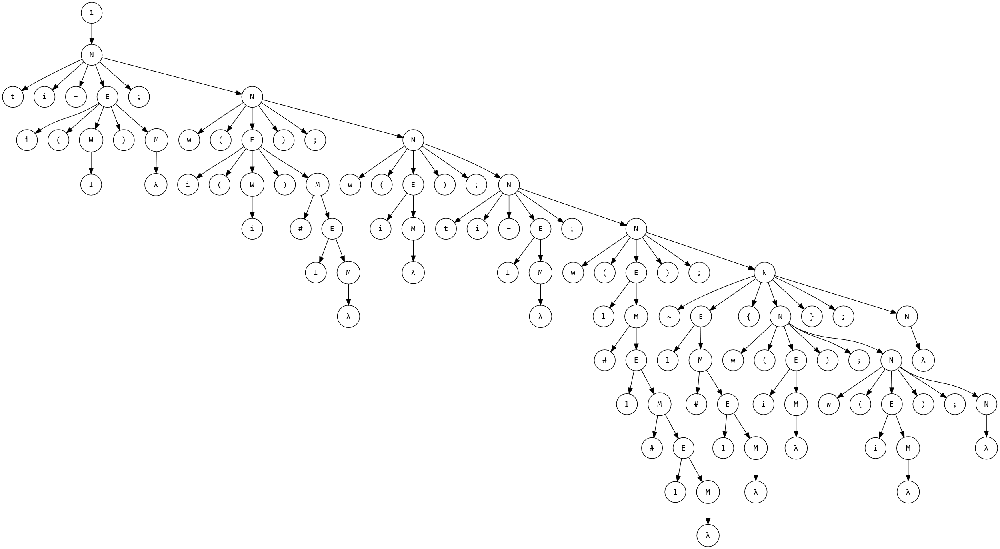 1
N
t i = E ; N
i ( W ) M w ( E ) ; N
l λ i ( W ) M w ( E ) ; N
i # E i M t i = E ; N
l M λ l M w ( E ) ; N
λ λ l M ~ E { N } ; N
# E l M w ( E ) ; N λ
l M # E i M w ( E ) ; N
# E l M λ i M λ
l M λ λ
λ